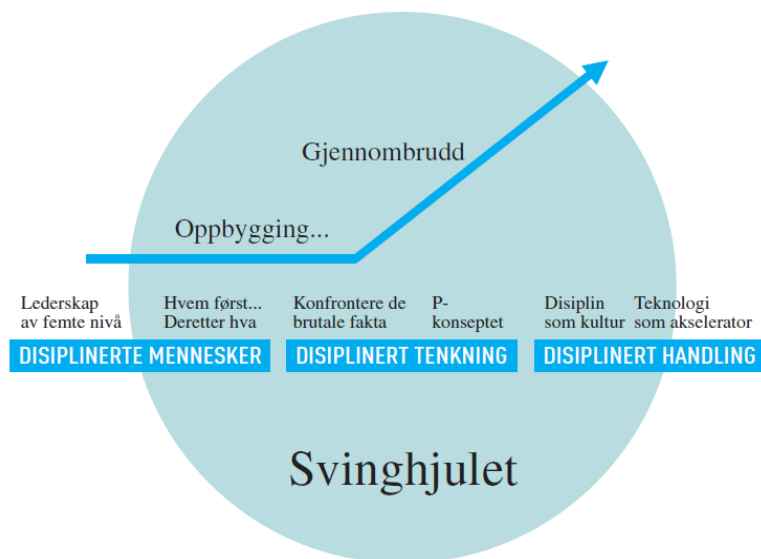 Gjennombrudd
Oppbygging...
Lederskap
av femte nivå
Hvem først...
Deretter hva
Konfrontere de
brutale fakta
P-
konseptet
Disiplin
som kultur
Teknologi
som akselerator
DISIPLINERTE MENNESKER
DISIPLINERT TENKNING
DISIPLINERT HANDLING
Svinghjulet